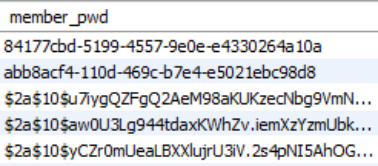 member_pwd
84177cbd-5199-4557-9e0e-e4330264a10a
abb8acf4-110d-469c-b7e4-e5021ebc98d8
$2a$10$u7iygQZFgQ2AeM98aKUKzecNbg9VmN...
$2a$10$aw0U3Lg944tdaxKWhZv.iemXzYzmUbk...
$2a$10$yCZr0mUeaLBXXlujrU3iV.2s4pNI5AhOG...